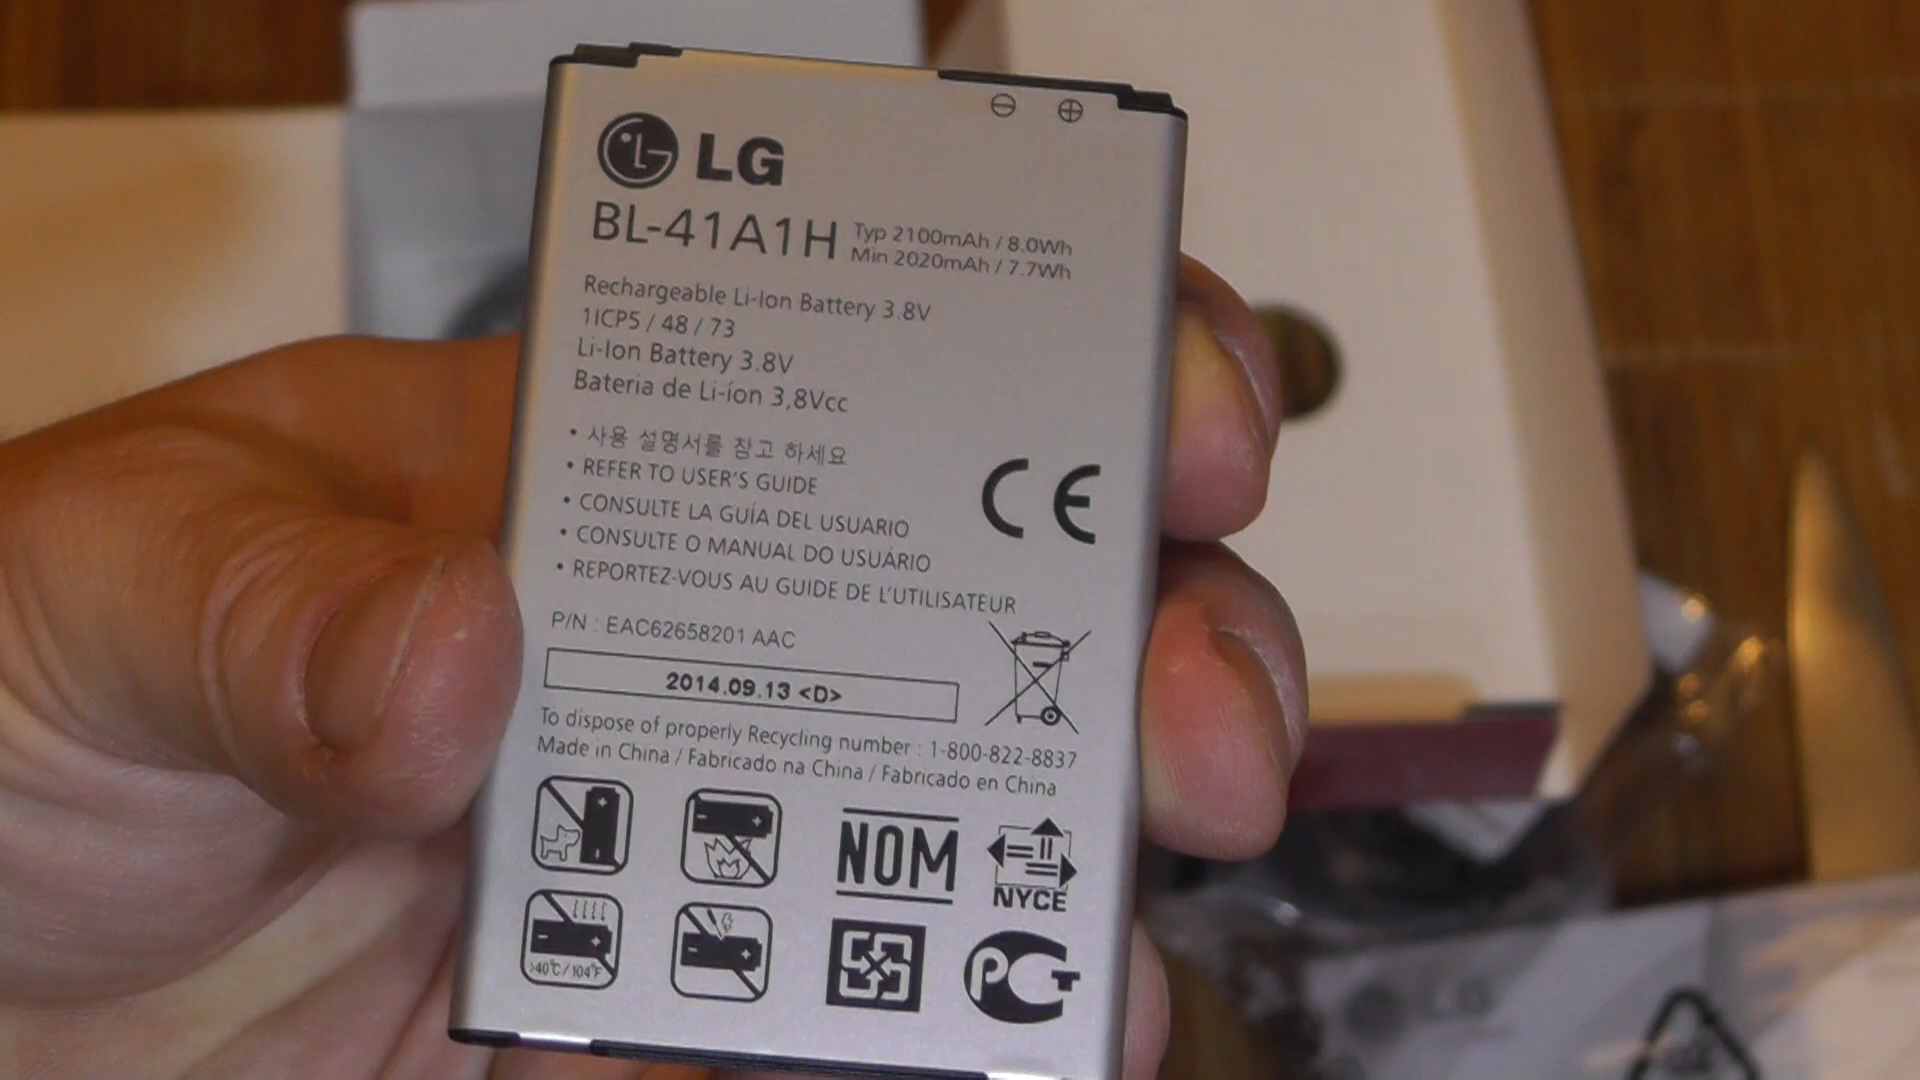 LG
BL-41A1H
Typ 2100mAh / 8.0Wh
Min 2020mAh / 7.7Wh
Rechargeable Li-Ion Battery 3.8V
1ICP5 / 48 / 73
Li-Ion Battery 3.8V
Bateria de Li-íon 3,8Vcc
• 사용 설명서를 참고 하세요
• REFER TO USER'S GUIDE
• CONSULTE LA GUÍA DEL USUARIO
• CONSULTE O MANUAL DO USUÁRIO
• REPORTEZ-VOUS AU GUIDE DE L'UTILISATEUR
CE
P/N : EAC62658201 AAC
2014.09.13 <D>
To dispose of properly Recycling number : 1-800-822-8837
Made in China / Fabricado na China / Fabricado en China
NOM
NYCE
>40℃/104℉
PCT
LG